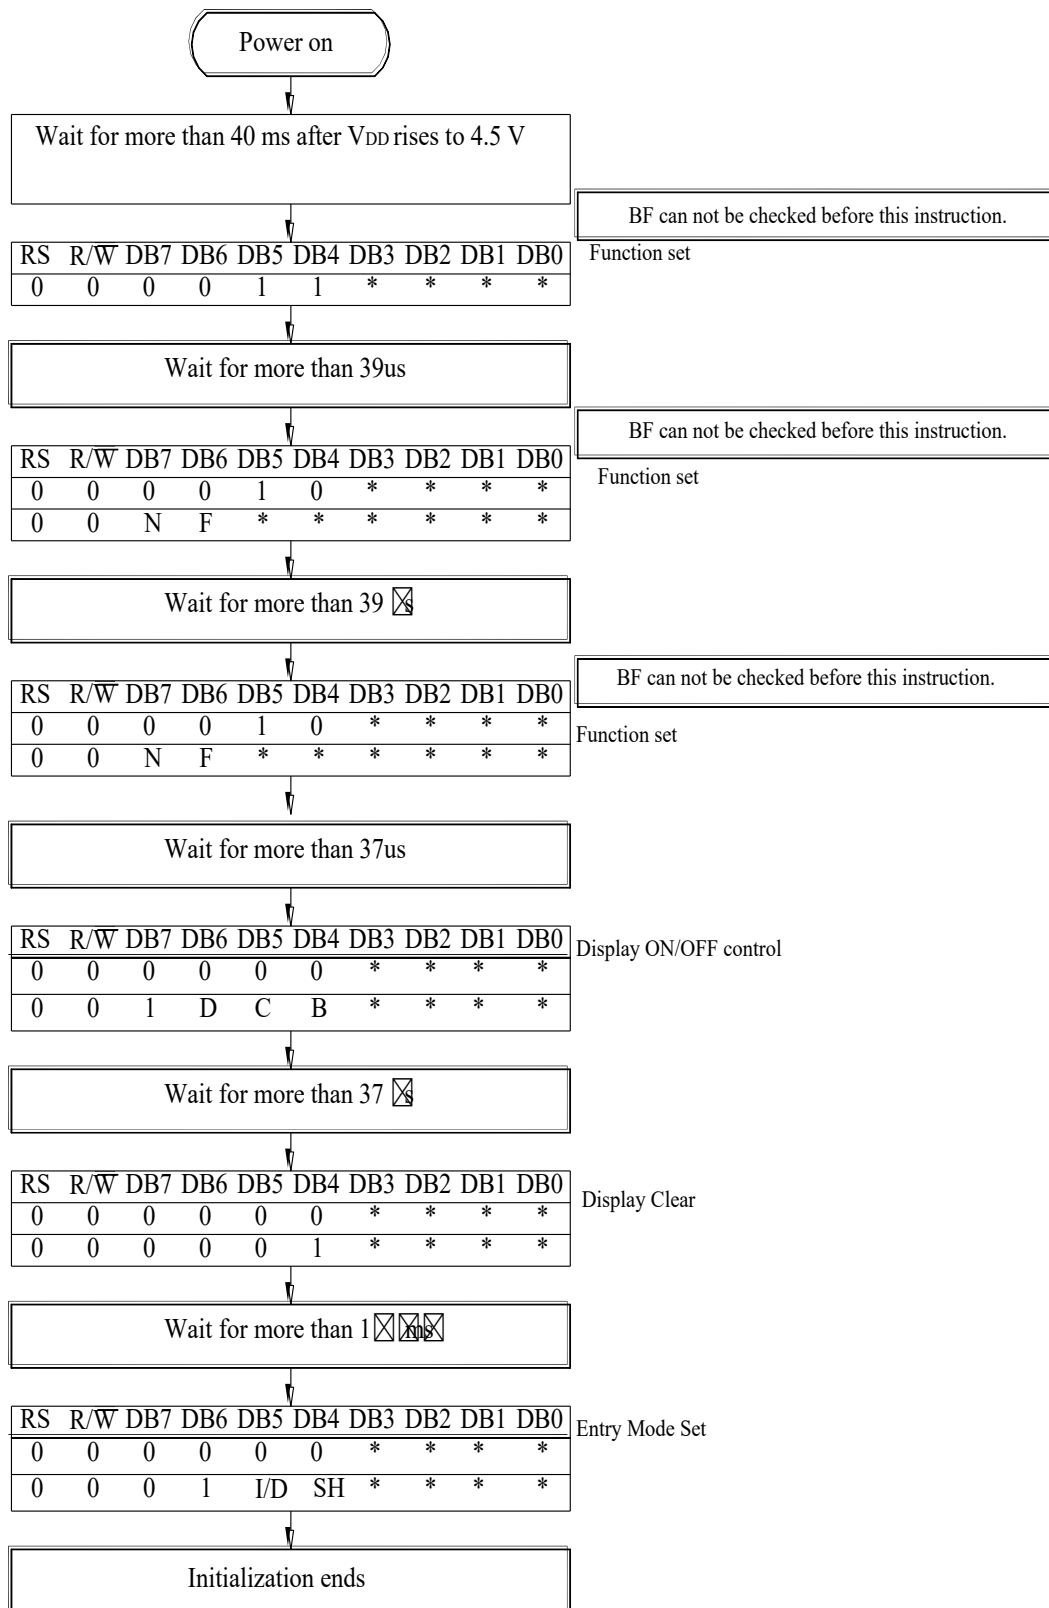 Power on
Wait for more than 40 ms after VDD rises to 4.5 V
BF can not be checked before this instruction.
RS R/W̅ DB7 DB6 DB5 DB4 DB3 DB2 DB1 DB0
Function set
0 0 0 0 1 1 * * * *
Wait for more than 39us
BF can not be checked before this instruction.
RS R/W̅ DB7 DB6 DB5 DB4 DB3 DB2 DB1 DB0
Function set
0 0 0 0 1 0 * * * *
0 0 N F * * * * * *
Wait for more than 39 s
BF can not be checked before this instruction.
RS R/W̅ DB7 DB6 DB5 DB4 DB3 DB2 DB1 DB0
0 0 0 0 1 0 * * * *
Function set
0 0 N F * * * * * *
Wait for more than 37us
RS R/W̅ DB7 DB6 DB5 DB4 DB3 DB2 DB1 DB0
Display ON/OFF control
0 0 0 0 0 0 * * * *
0 0 1 D C B * * * *
Wait for more than 37 s
RS R/W̅ DB7 DB6 DB5 DB4 DB3 DB2 DB1 DB0
Display Clear
0 0 0 0 0 0 * * * *
0 0 0 0 0 1 * * * *
Wait for more than 1 ms
RS R/W̅ DB7 DB6 DB5 DB4 DB3 DB2 DB1 DB0
Entry Mode Set
0 0 0 0 0 0 * * * *
0 0 0 1 I/D SH * * * *
Initialization ends